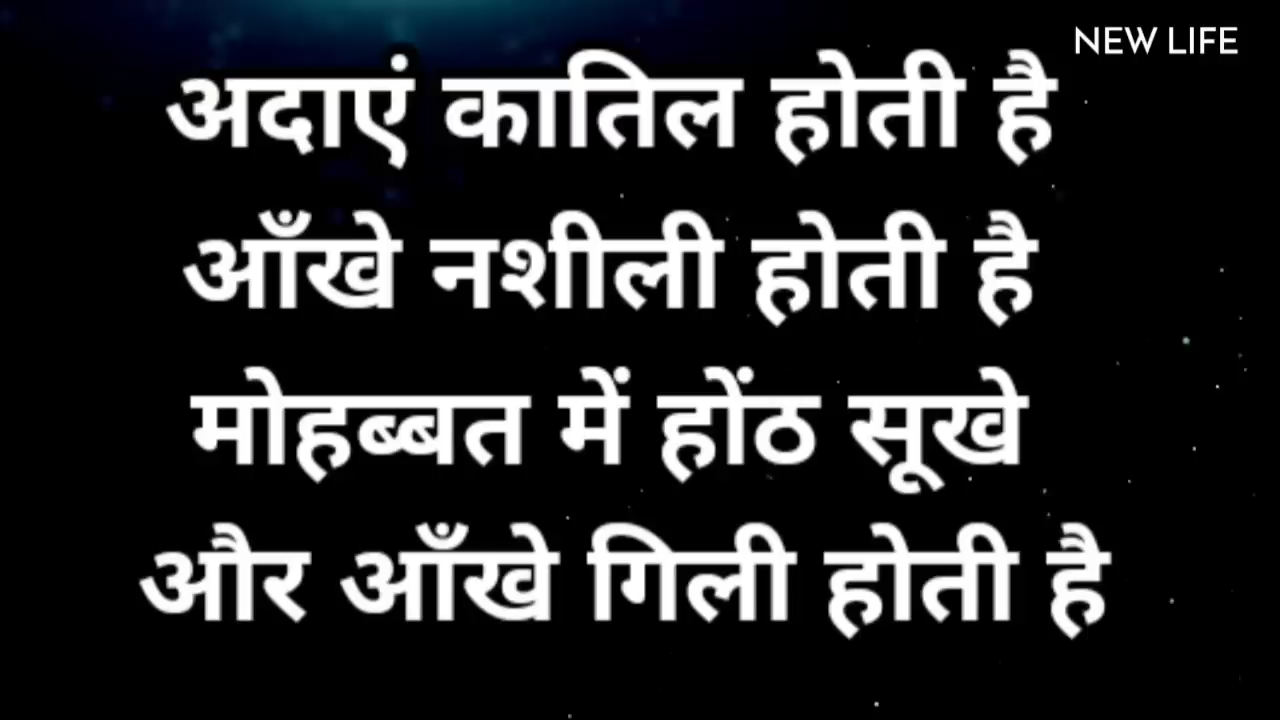 NEW LIFE
अदाएं कातिल होती है
आँखे नशीली होती है
मोहब्बत में होंठ सूखे
और आँखे गिली होती है